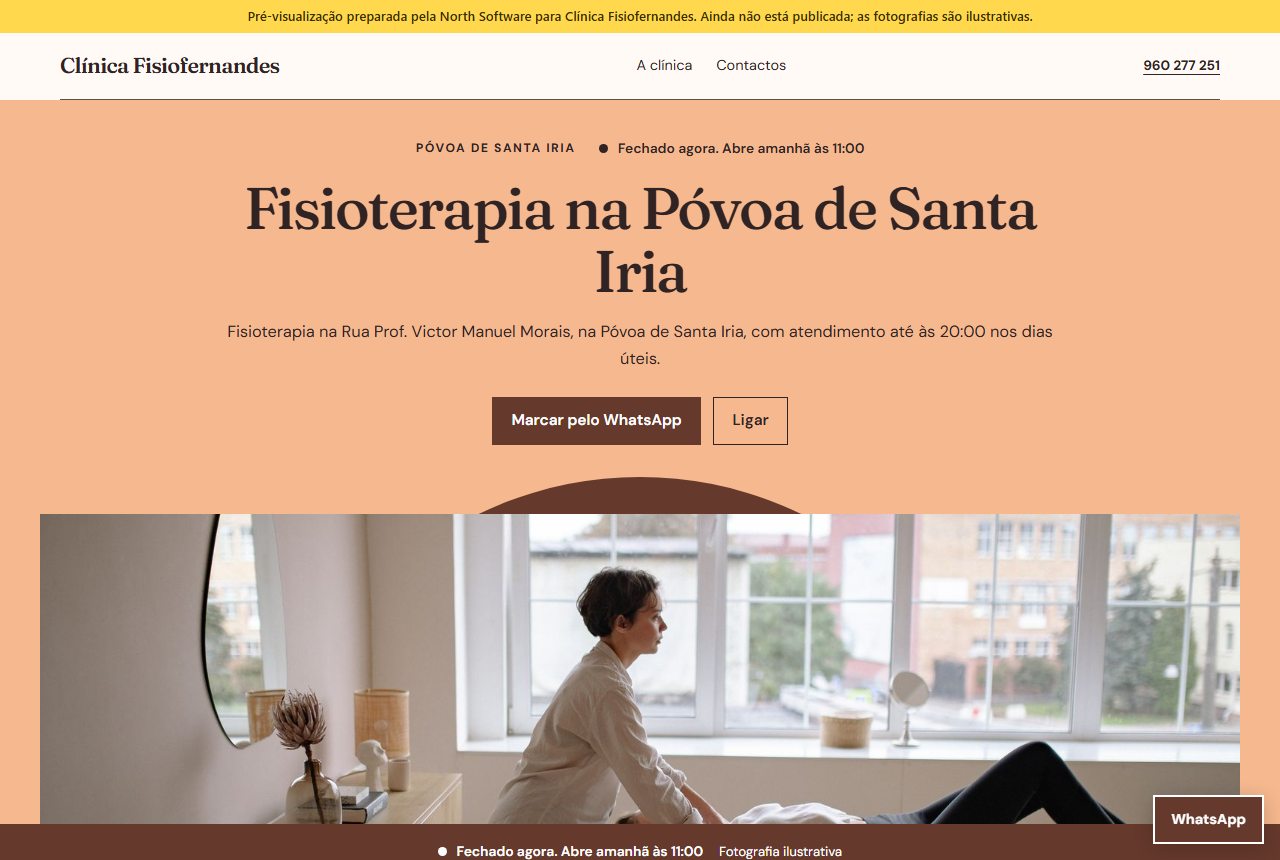 Pré-visualização preparada pela North Software para Clínica Fisiofernandes. Ainda não está publicada; as fotografias são ilustrativas.
Clínica Fisiofernandes
A clínica
Contactos
960 277 251
PÓVOA DE SANTA IRIA
Fechado agora. Abre amanhã às 11:00
Fisioterapia na Póvoa de Santa
Iria
Fisioterapia na Rua Prof. Victor Manuel Morais, na Póvoa de Santa Iria, com atendimento até às 20:00 nos dias
úteis.
Marcar pelo WhatsApp
Ligar
WhatsApp
Fechado agora. Abre amanhã às 11:00
Fotografia ilustrativa